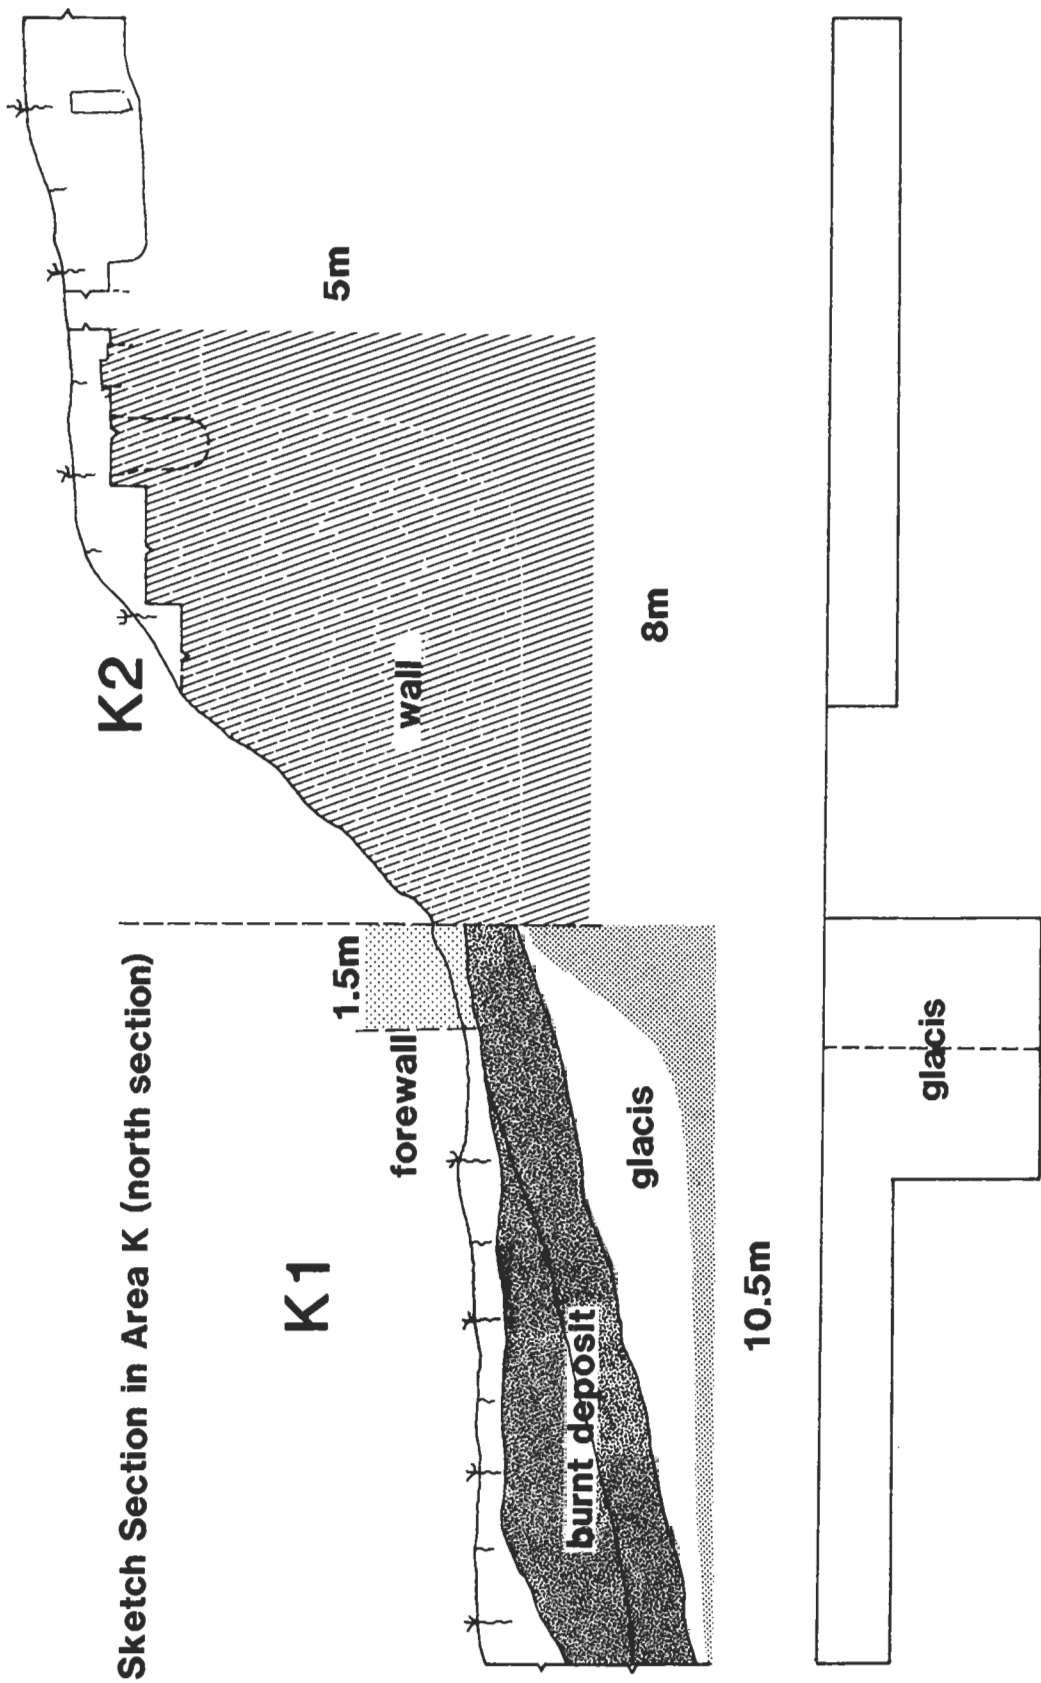 Sketch Section in Area K (north section)
K2
K1
5m
1.5m
forewall
wall
8m
glacis
burnt deposit
10.5m
glacis